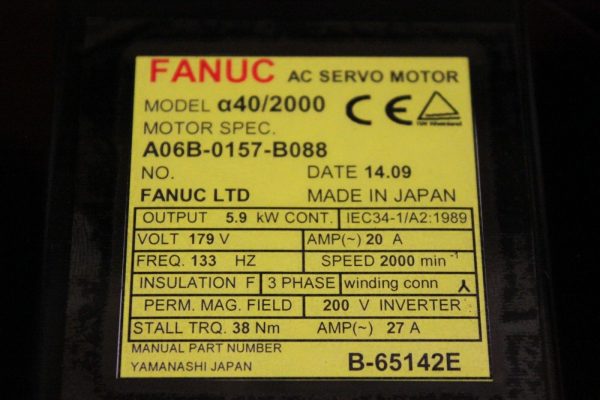 FANUC AC SERVO MOTOR
MODEL α40/2000
MOTOR SPEC.
A06B-0157-B088
NO. DATE 14.09
FANUC LTD MADE IN JAPAN
OUTPUT 5.9 kW CONT. IEC34-1/A2:1989
VOLT 179 V AMP(~) 20 A
FREQ. 133 HZ SPEED 2000 min⁻¹
INSULATION F 3 PHASE winding conn
PERM. MAG. FIELD 200 V INVERTER
STALL TRQ. 38 Nm AMP(~) 27 A
MANUAL PART NUMBER
YAMANASHI JAPAN B-65142E